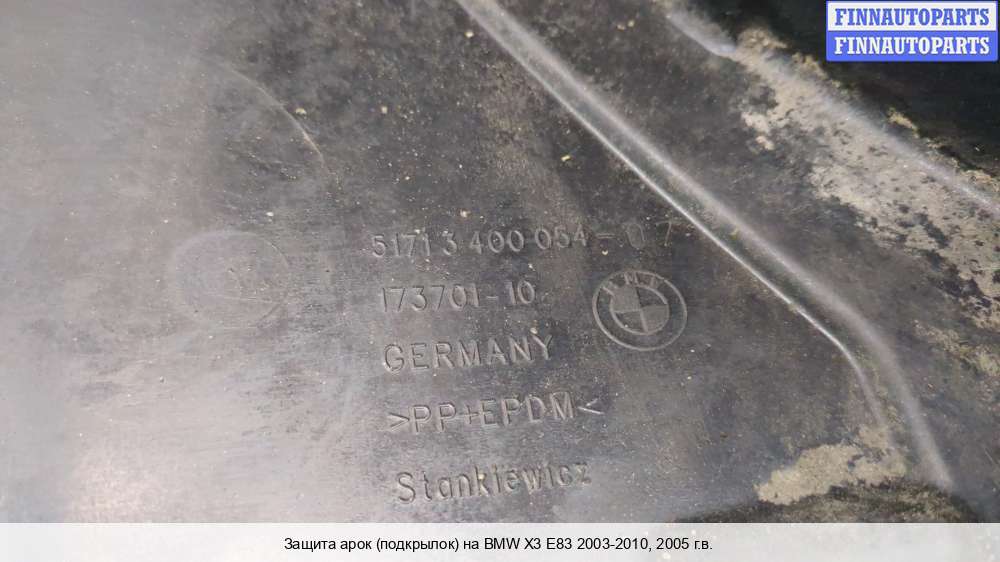 FINNAUTOPARTS
FINNAUTOPARTS
51713 400 054-07
173701-10
BMW
GERMANY
>PP+EPDM<
Stankiewicz
Защита арок (подкрылок) на BMW X3 E83 2003-2010, 2005 г.в.